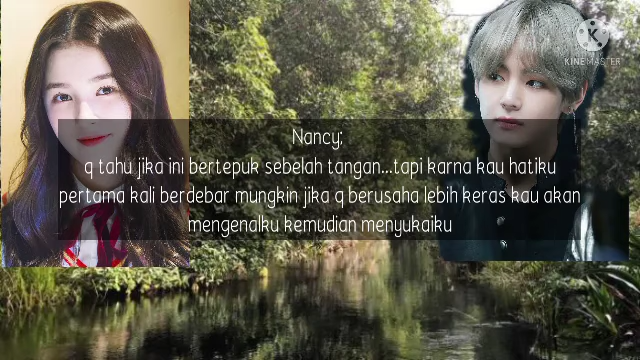 KINEMASTER
Nancy;
q tahu jika ini bertepuk sebelah tangan...tapi karna kau hatiku
pertama kali berdebar mungkin jika q berusaha lebih keras kau akan
mengenalku kemudian menyukaiku